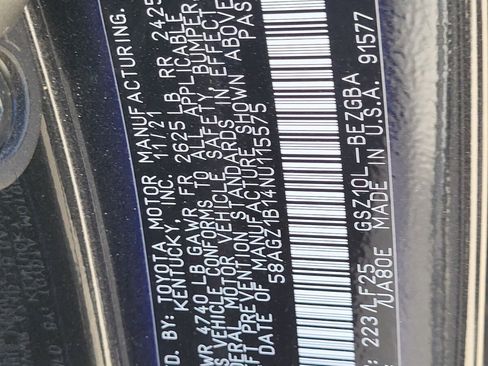 D. BY: TOYOTA MOTOR MANUFACTURING.
KENTUCKY, INC. 11/21
WR 4740 LB GAWR FR 2625 LB RR 2425
S VEHICLE CONFORMS TO ALL APPLICABLE
DERAL MOTOR VEHICLE SAFETY, BUMPER,
EFT STANDARDS IN EFFECT
F DATE OF MANUFACTURE SHOWN ABOVE
58AGZ1B14NU115575 PAS
: 223/LF25 GSZ10L-BEZGBA
/UA80E MADE IN U.S.A. 91577